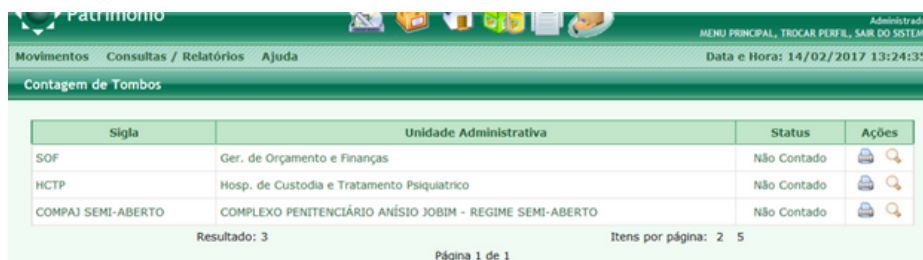 Patrimônio
Administrado
MENU PRINCIPAL, TROCAR PERFIL, SAIR DO SISTEM
Movimentos Consultas / Relatórios Ajuda Data e Hora: 14/02/2017 13:24:35
Contagem de Tombos
Sigla Unidade Administrativa Status Ações
SOF Ger. de Orçamento e Finanças Não Contado
HCTP Hosp. de Custodia e Tratamento Psiquiatrico Não Contado
COMPAJ SEMI-ABERTO COMPLEXO PENITENCIÁRIO ANÍSIO JOBIM - REGIME SEMI-ABERTO Não Contado
Resultado: 3 Itens por página: 2 5
Página 1 de 1